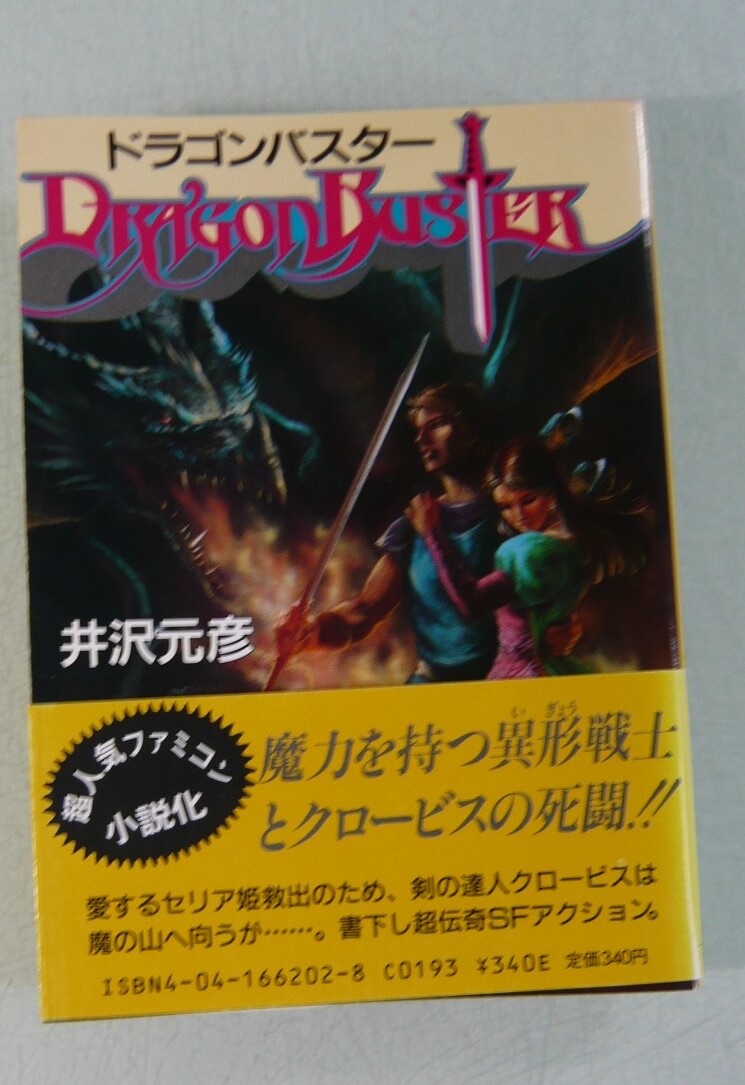 ドラゴンバスター
DRAGON BUSTER
井沢元彦
超人気ファミコン
小説化
い ぎょう
魔力を持つ異形戦士
とクロービスの死闘!!
愛するセリア姫救出のため、剣の達人クロービスは
魔の山へ向うが……。書下し超伝奇SFアクション。
ISBN4-04-166202-8 C0193 ¥340E 定価340円